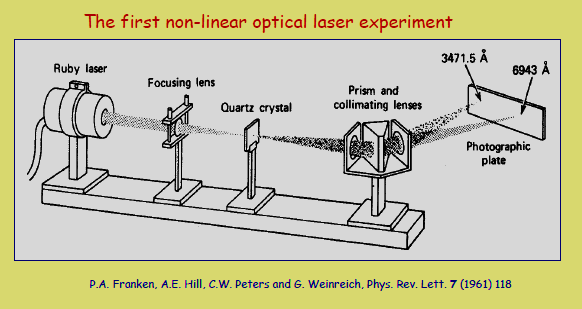 The first non-linear optical laser experiment
3471.5 Å
6943 Å
Ruby laser
Focusing lens
Quartz crystal
Prism and
collimating lenses
Photographic
plate
P.A. Franken, A.E. Hill, C.W. Peters and G. Weinreich, Phys. Rev. Lett. 7 (1961) 118